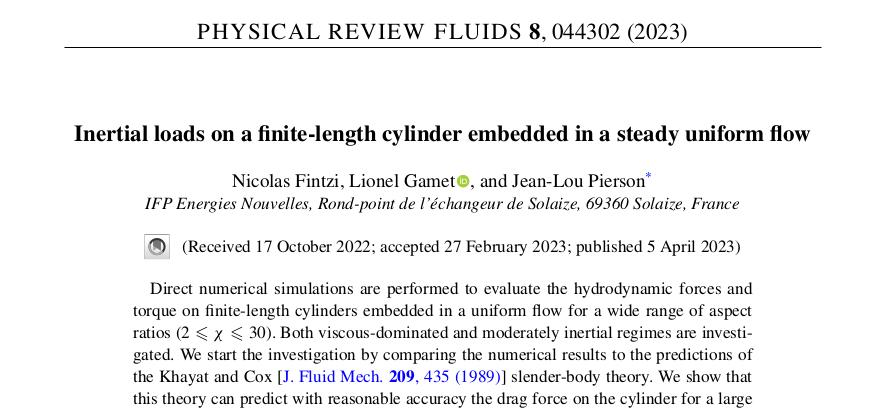 PHYSICAL REVIEW FLUIDS 8, 044302 (2023)
Inertial loads on a finite-length cylinder embedded in a steady uniform flow
Nicolas Fintzi, Lionel Gamet iD, and Jean-Lou Pierson*
IFP Energies Nouvelles, Rond-point de l'échangeur de Solaize, 69360 Solaize, France
(Received 17 October 2022; accepted 27 February 2023; published 5 April 2023)
Direct numerical simulations are performed to evaluate the hydrodynamic forces and
torque on finite-length cylinders embedded in a uniform flow for a wide range of aspect
ratios (2 ⩽ χ ⩽ 30). Both viscous-dominated and moderately inertial regimes are investi-
gated. We start the investigation by comparing the numerical results to the predictions of
the Khayat and Cox [J. Fluid Mech. 209, 435 (1989)] slender-body theory. We show that
this theory can predict with reasonable accuracy the drag force on the cylinder for a large